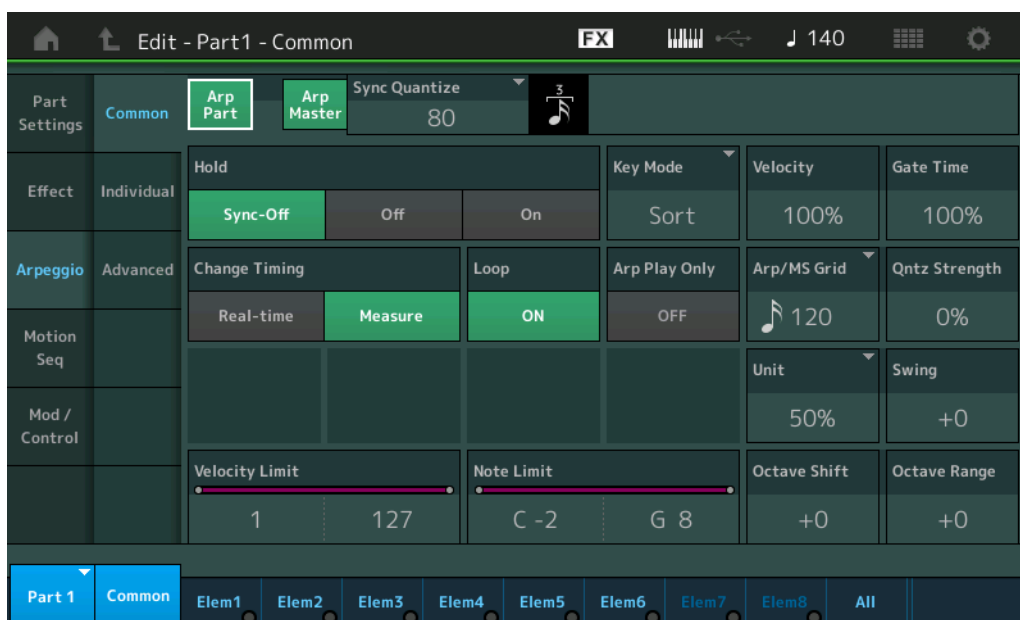 Edit - Part1 - Common
FX
140
Part Settings
Effect
Arpeggio
Motion Seq
Mod / Control
Common
Individual
Advanced
Arp Part
Arp Master
Sync Quantize
80
3
Hold
Sync-Off
Off
On
Key Mode
Sort
Velocity
100%
Gate Time
100%
Change Timing
Real-time
Measure
Loop
ON
Arp Play Only
OFF
Arp/MS Grid
120
Qntz Strength
0%
Unit
50%
Swing
+0
Velocity Limit
1
127
Note Limit
C -2
G 8
Octave Shift
+0
Octave Range
+0
Part 1
Common
Elem1
Elem2
Elem3
Elem4
Elem5
Elem6
Elem7
Elem8
All